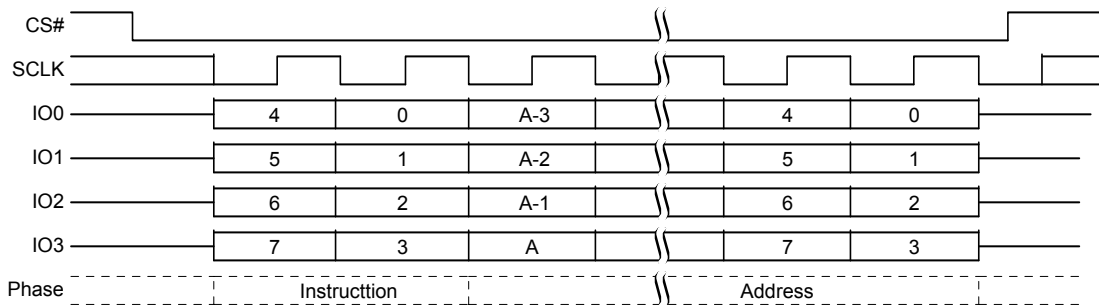 CS#
SCLK
IO0 4 0 A-3 4 0
IO1 5 1 A-2 5 1
IO2 6 2 A-1 6 2
IO3 7 3 A 7 3
Phase Instructtion Address